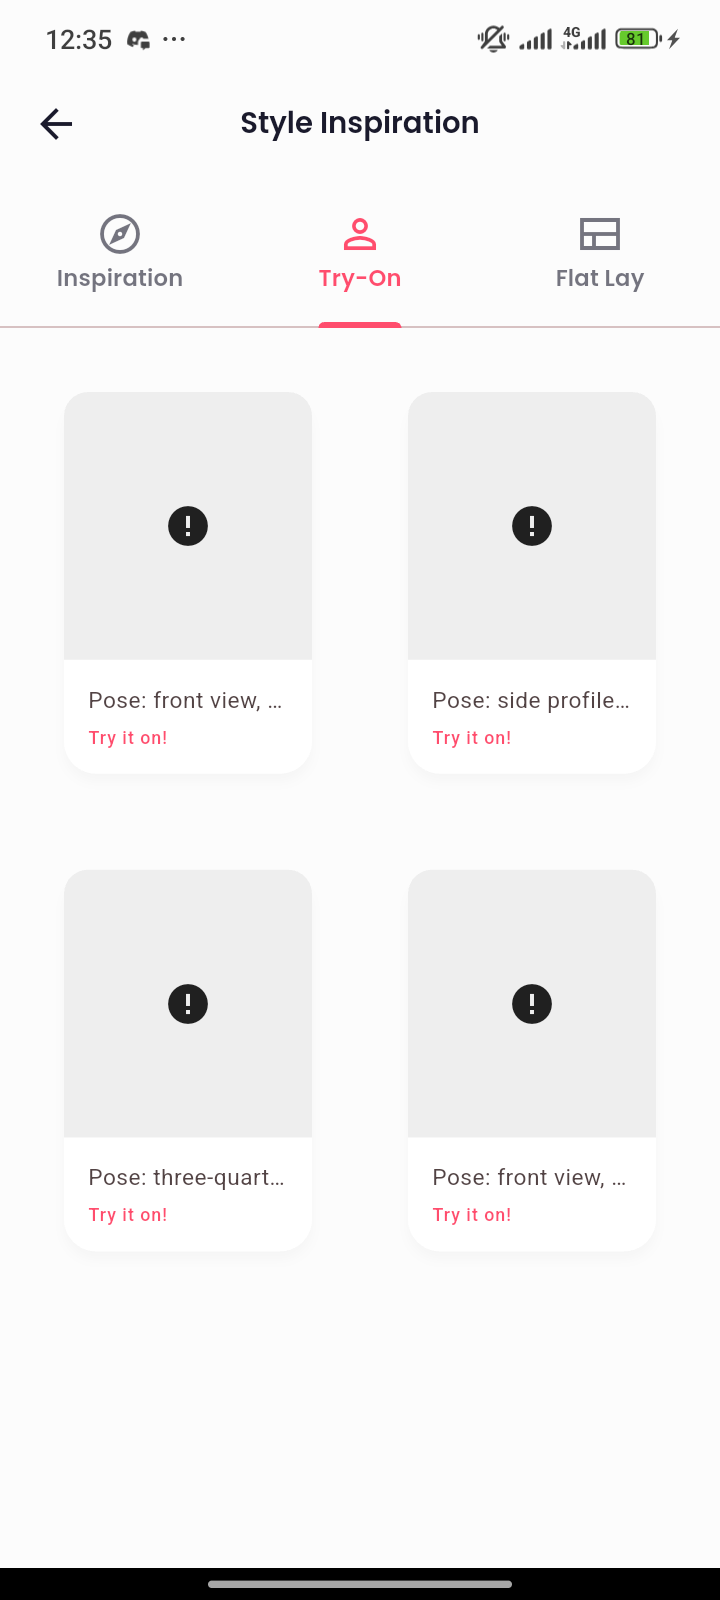 12:35
4G
81
Style Inspiration
Inspiration
Try-On
Flat Lay
Pose: front view, ...
Try it on!
Pose: side profile...
Try it on!
Pose: three-quart...
Try it on!
Pose: front view, ...
Try it on!